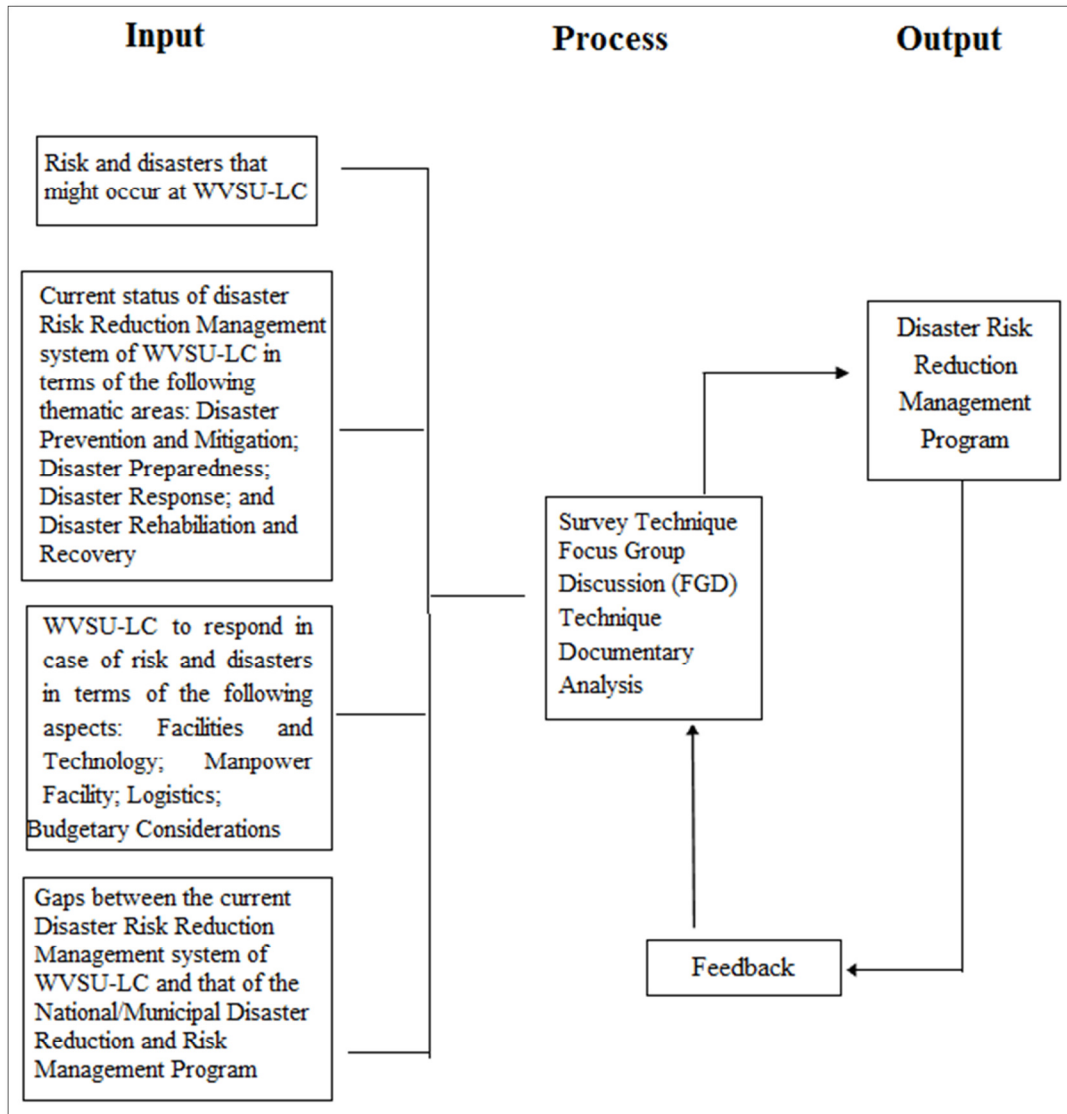 Input
Process
Output
Risk and disasters that
might occur at WVSU-LC
Current status of disaster
Risk Reduction Management
system of WVSU-LC in
terms of the following
thematic areas: Disaster
Prevention and Mitigation;
Disaster Preparedness;
Disaster Response; and
Disaster Rehabiliation and
Recovery
WVSU-LC to respond in
case of risk and disasters
in terms of the following
aspects: Facilities and
Technology; Manpower
Facility; Logistics;
Budgetary Considerations
Gaps between the current
Disaster Risk Reduction
Management system of
WVSU-LC and that of the
National/Municipal Disaster
Reduction and Risk
Management Program
Survey Technique
Focus Group
Discussion (FGD)
Technique
Documentary
Analysis
Disaster Risk
Reduction
Management
Program
Feedback